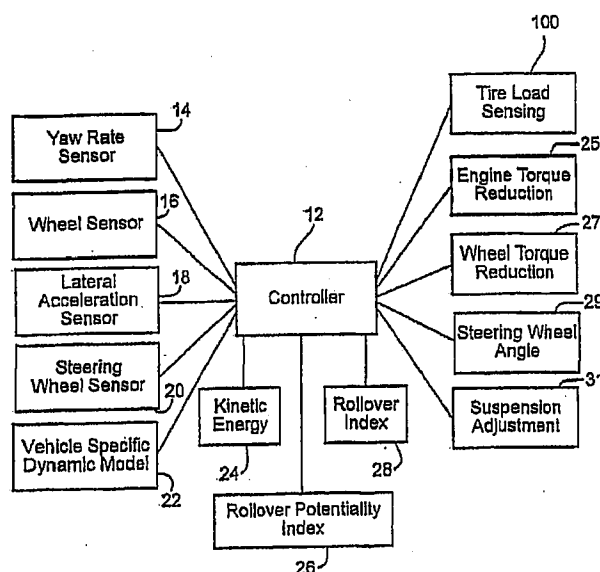 100
Tire Load
Sensing
14
Yaw Rate
Sensor
25
Engine Torque
Reduction
16
Wheel Sensor
12
Controller
27
Wheel Torque
Reduction
18
Lateral
Acceleration
Sensor
29
Steering Wheel
Angle
Steering
Wheel Sensor
20
31
Suspension
Adjustment
Kinetic
Energy
24
Rollover
Index
28
Vehicle Specific
Dynamic Model
22
Rollover Potentiality
Index
26